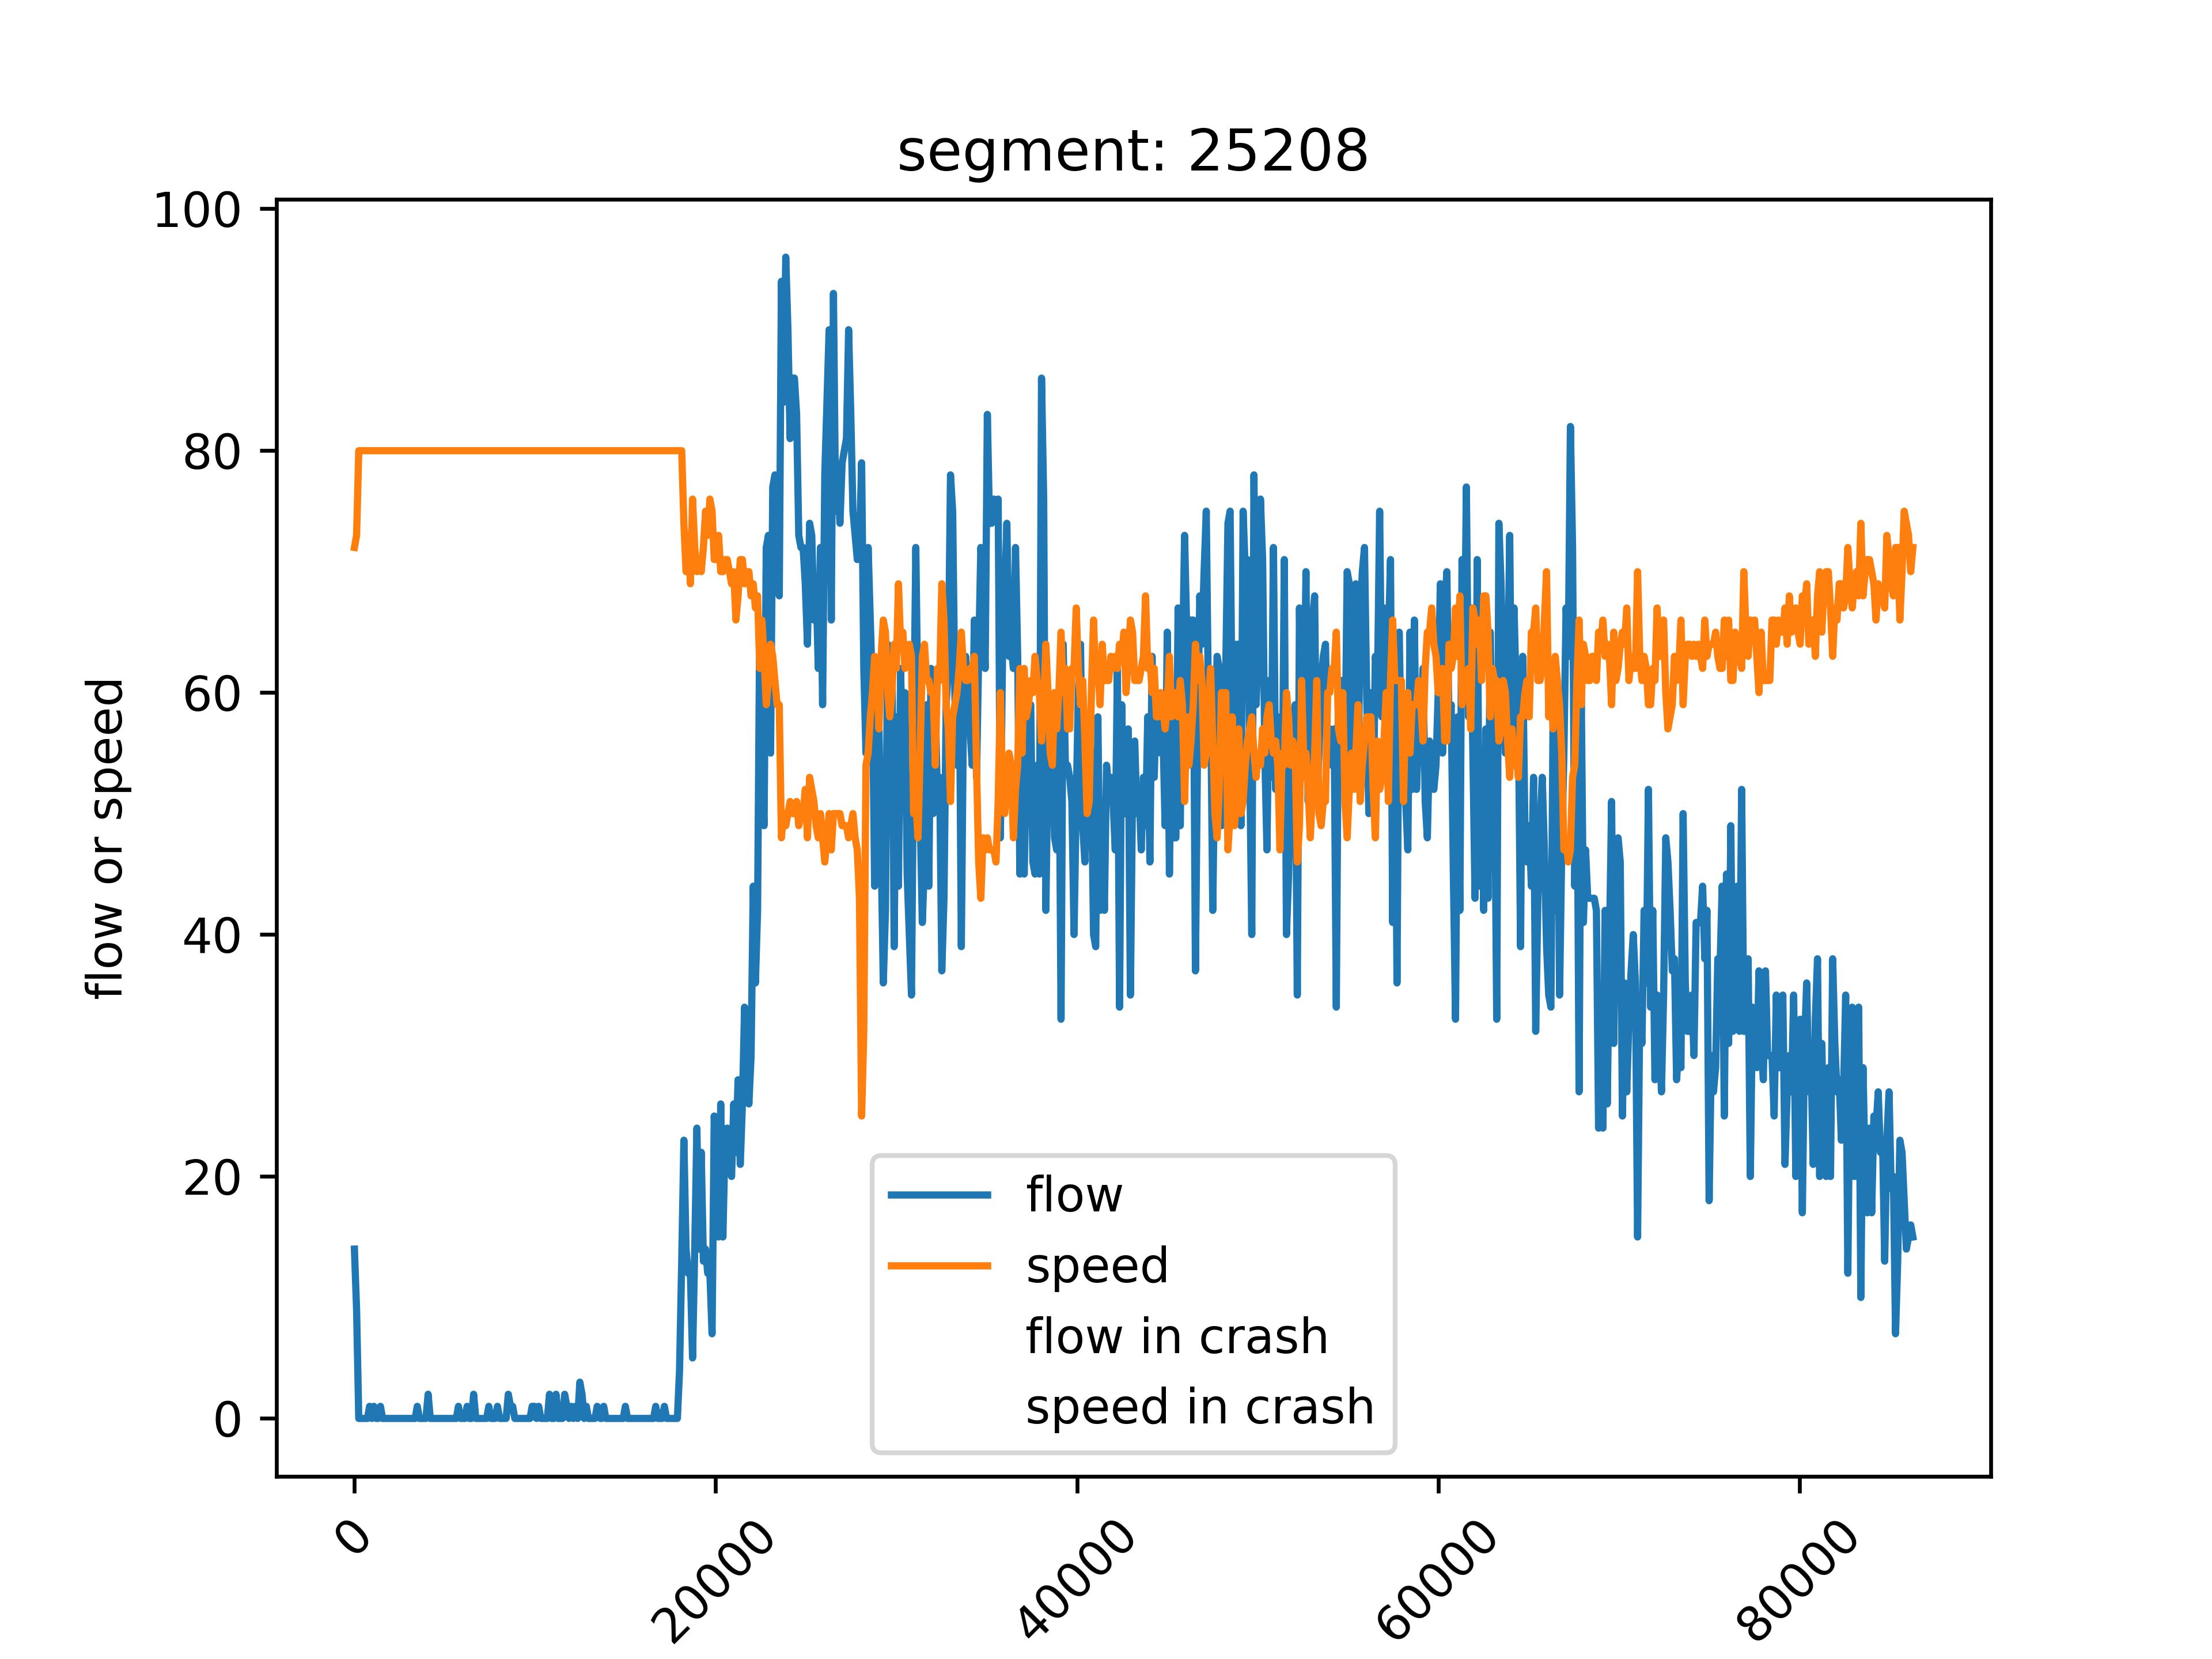 segment: 25208
100
80
60
40
20
0
flow or speed
flow
speed
flow in crash
speed in crash
0
20000
40000
60000
80000